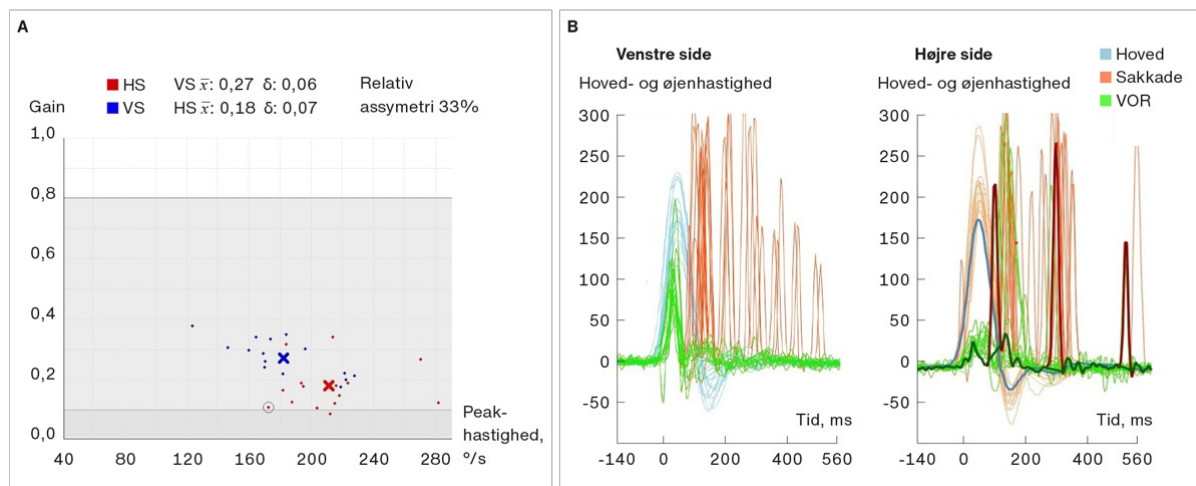 A
HS VS x̄: 0,27 δ: 0,06 Relativ
Gain VS HS x̄: 0,18 δ: 0,07 assymetri 33%
1,0
0,8
0,6
0,4
0,2
0,0
Peak-
hastighed,
°/s
40 80 120 160 200 240 280
B
Venstre side
Hoved- og øjenhastighed
300
250
200
150
100
50
0
-50
Tid, ms
-140 0 200 400 560
Højre side
Hoved- og øjenhastighed
300
250
200
150
100
50
0
-50
Tid, ms
-140 0 200 400 560
Hoved
Sakkade
VOR